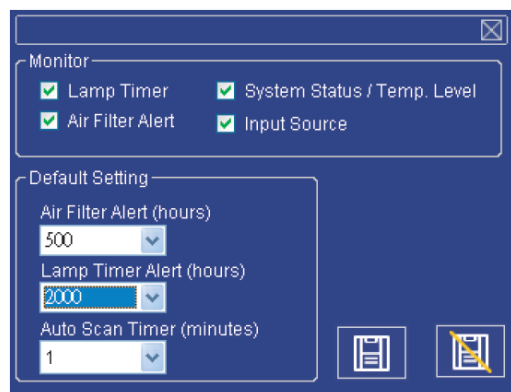 Monitor
Lamp Timer
System Status / Temp. Level
Air Filter Alert
Input Source
Default Setting
Air Filter Alert (hours)
500
Lamp Timer Alert (hours)
2000
Auto Scan Timer (minutes)
1